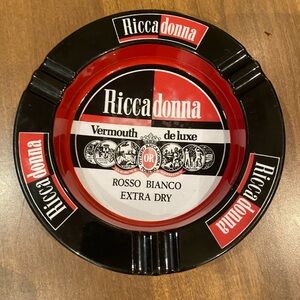 Riccadonna
Riccadonna
Vermouth de luxe
OR
ROSSO BIANCO
EXTRA DRY
Riccadonna
Riccadonna